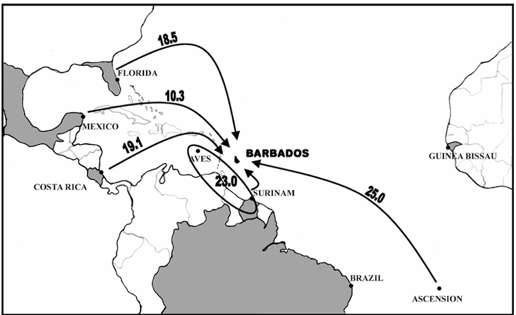 18.5
FLORIDA
10.3
MEXICO
19.1
AVES
BARBADOS
GUINEA BISSAU
COSTA RICA
23.0
SURINAM
25.0
BRAZIL
ASCENSION